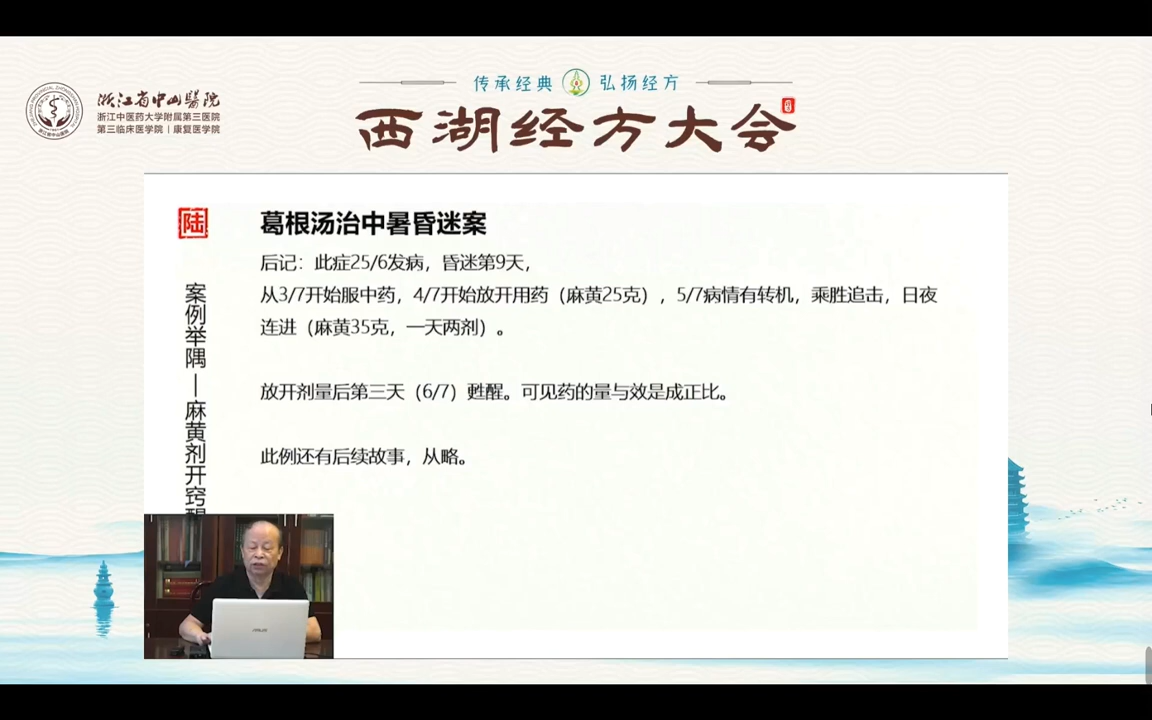 传承经典 弘扬经方
西湖经方大会
浙江省中山医院
浙江中医药大学附属第三医院
第三临床医学院 | 康复医学院
陆
葛根汤治中暑昏迷案
后记：此症25/6发病，昏迷第9天，
从3/7开始服中药，4/7开始放开用药（麻黄25克），5/7病情有转机，乘胜追击，日夜
连进（麻黄35克，一天两剂）。
放开剂量后第三天（6/7）甦醒。可见药的量与效是成正比。
此例还有后续故事，从略。
案例举隅—麻黄剂开窍醒
ASUS